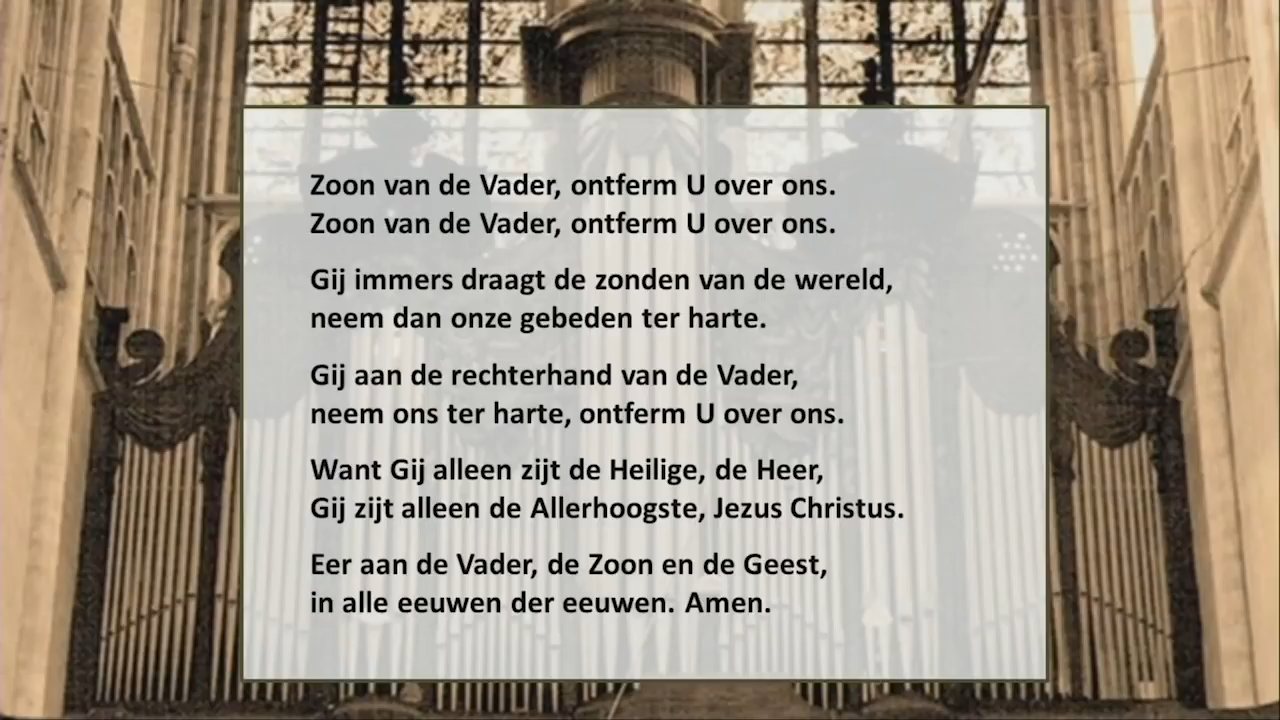 Zoon van de Vader, ontferm U over ons.
Zoon van de Vader, ontferm U over ons.
Gij immers draagt de zonden van de wereld,
neem dan onze gebeden ter harte.
Gij aan de rechterhand van de Vader,
neem ons ter harte, ontferm U over ons.
Want Gij alleen zijt de Heilige, de Heer,
Gij zijt alleen de Allerhoogste, Jezus Christus.
Eer aan de Vader, de Zoon en de Geest,
in alle eeuwen der eeuwen. Amen.